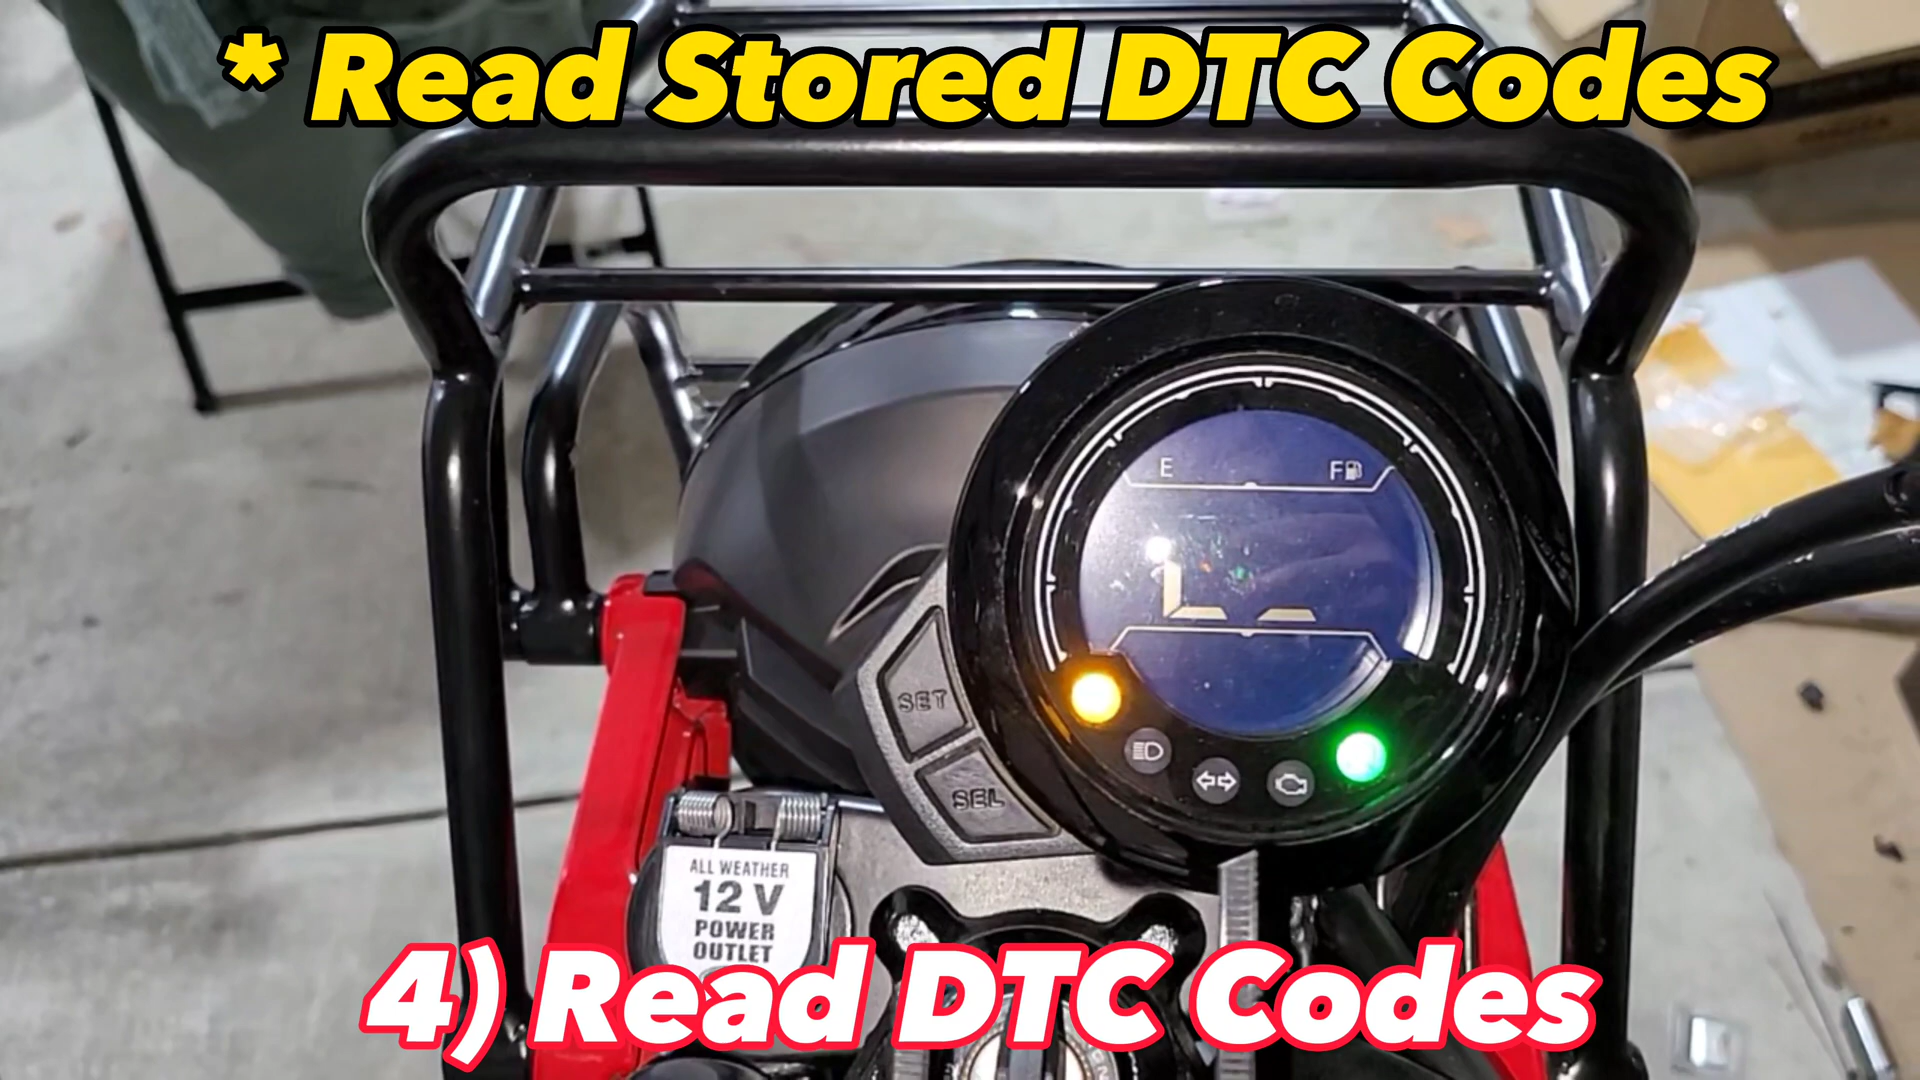 * Read Stored DTC Codes
E F
SET
SEL
ALL WEATHER
12 V
POWER
OUTLET
4) Read DTC Codes